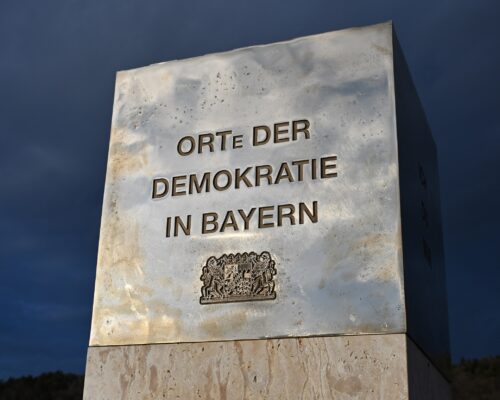 ORTE DER
DEMOKRATIE
IN BAYERN